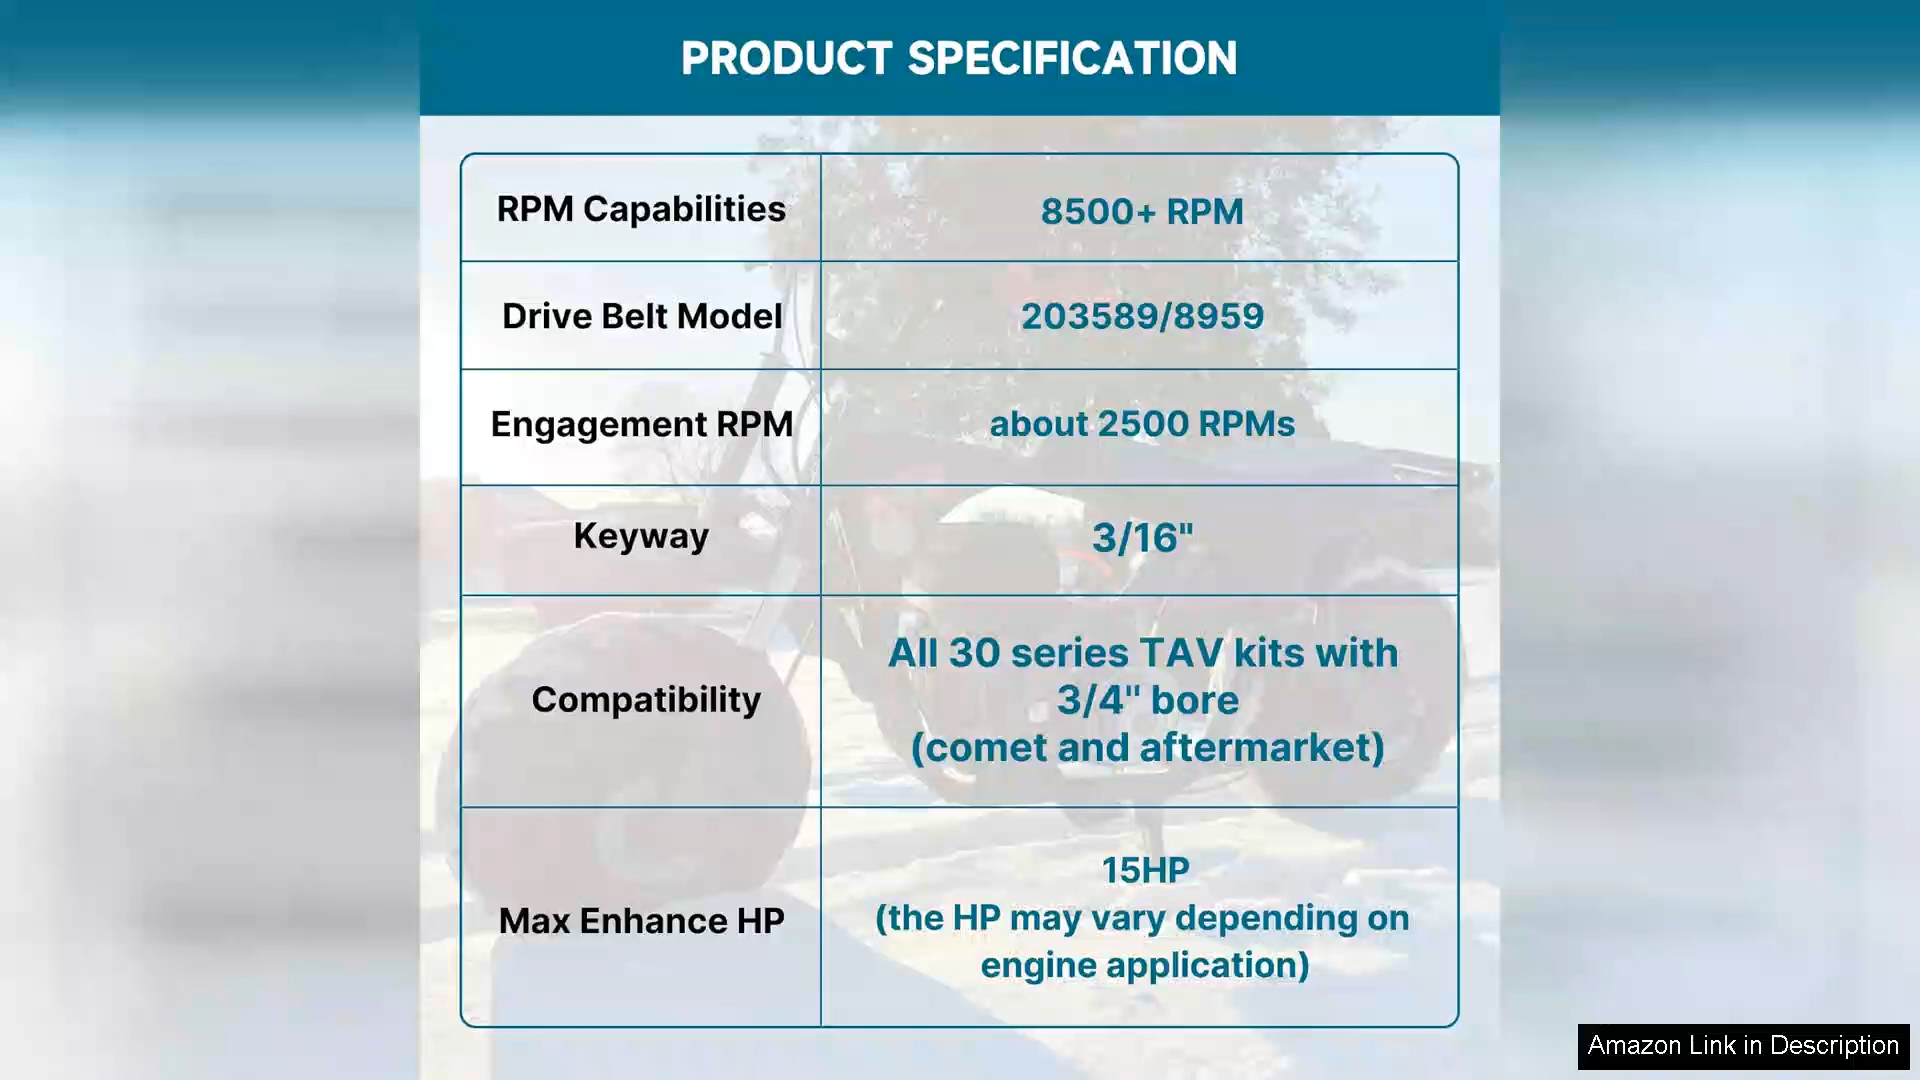 PRODUCT SPECIFICATION
RPM Capabilities
8500+ RPM
Drive Belt Model
203589/8959
Engagement RPM
about 2500 RPMs
Keyway
3/16"
Compatibility
All 30 series TAV kits with
3/4" bore
(comet and aftermarket)
Max Enhance HP
15HP
(the HP may vary depending on
engine application)
Amazon Link in Description